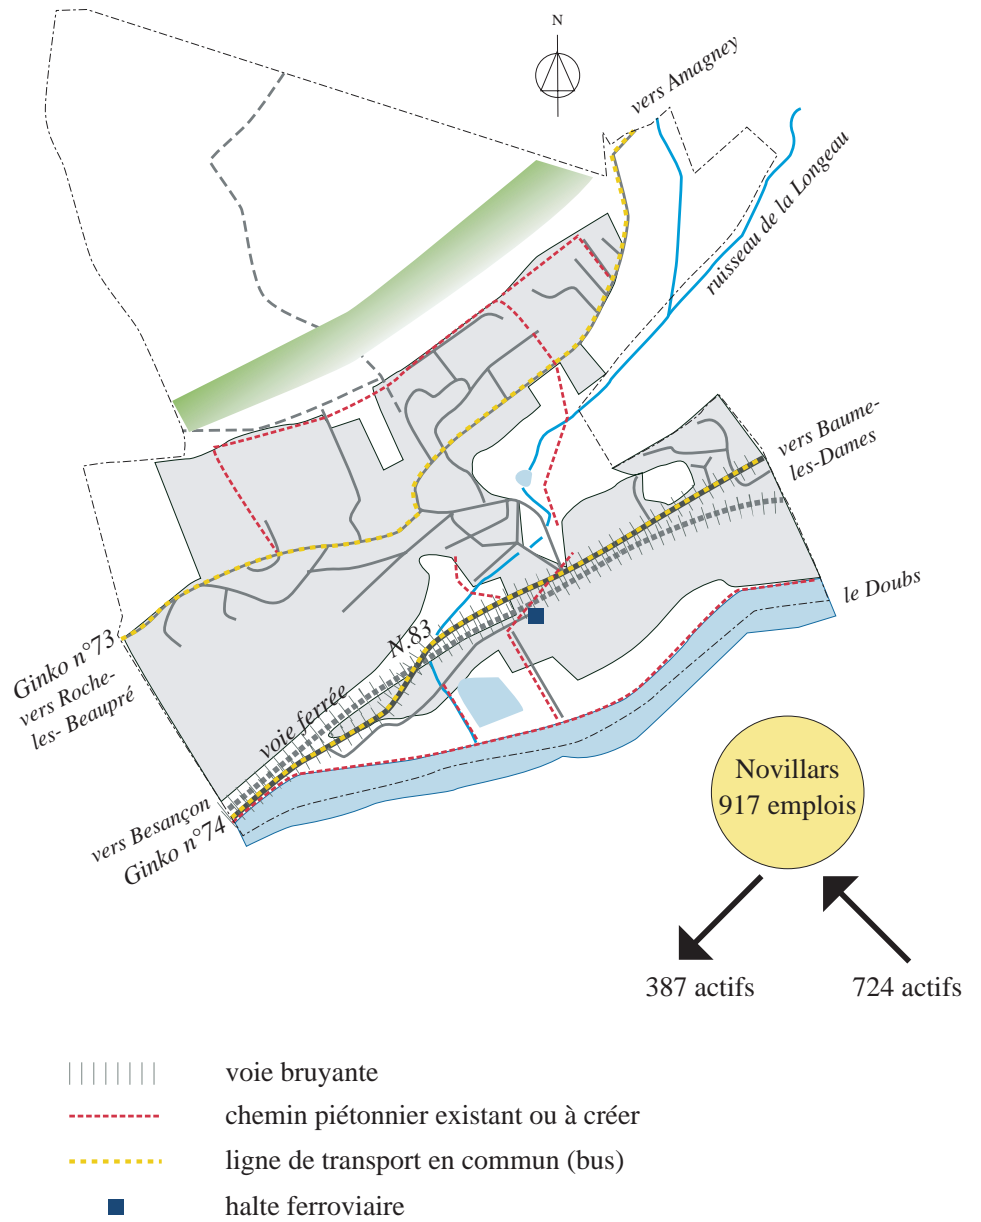 N
vers Amagney
ruisseau de la Longeau
vers Baume-
les-Dames
le Doubs
N 83
voie ferrée
Ginko n°73
vers Roche-
les- Beaupré
vers Besançon
Ginko n°74
Novillars
917 emplois
387 actifs
724 actifs
voie bruyante
chemin piétonnier existant ou à créer
ligne de transport en commun (bus)
halte ferroviaire